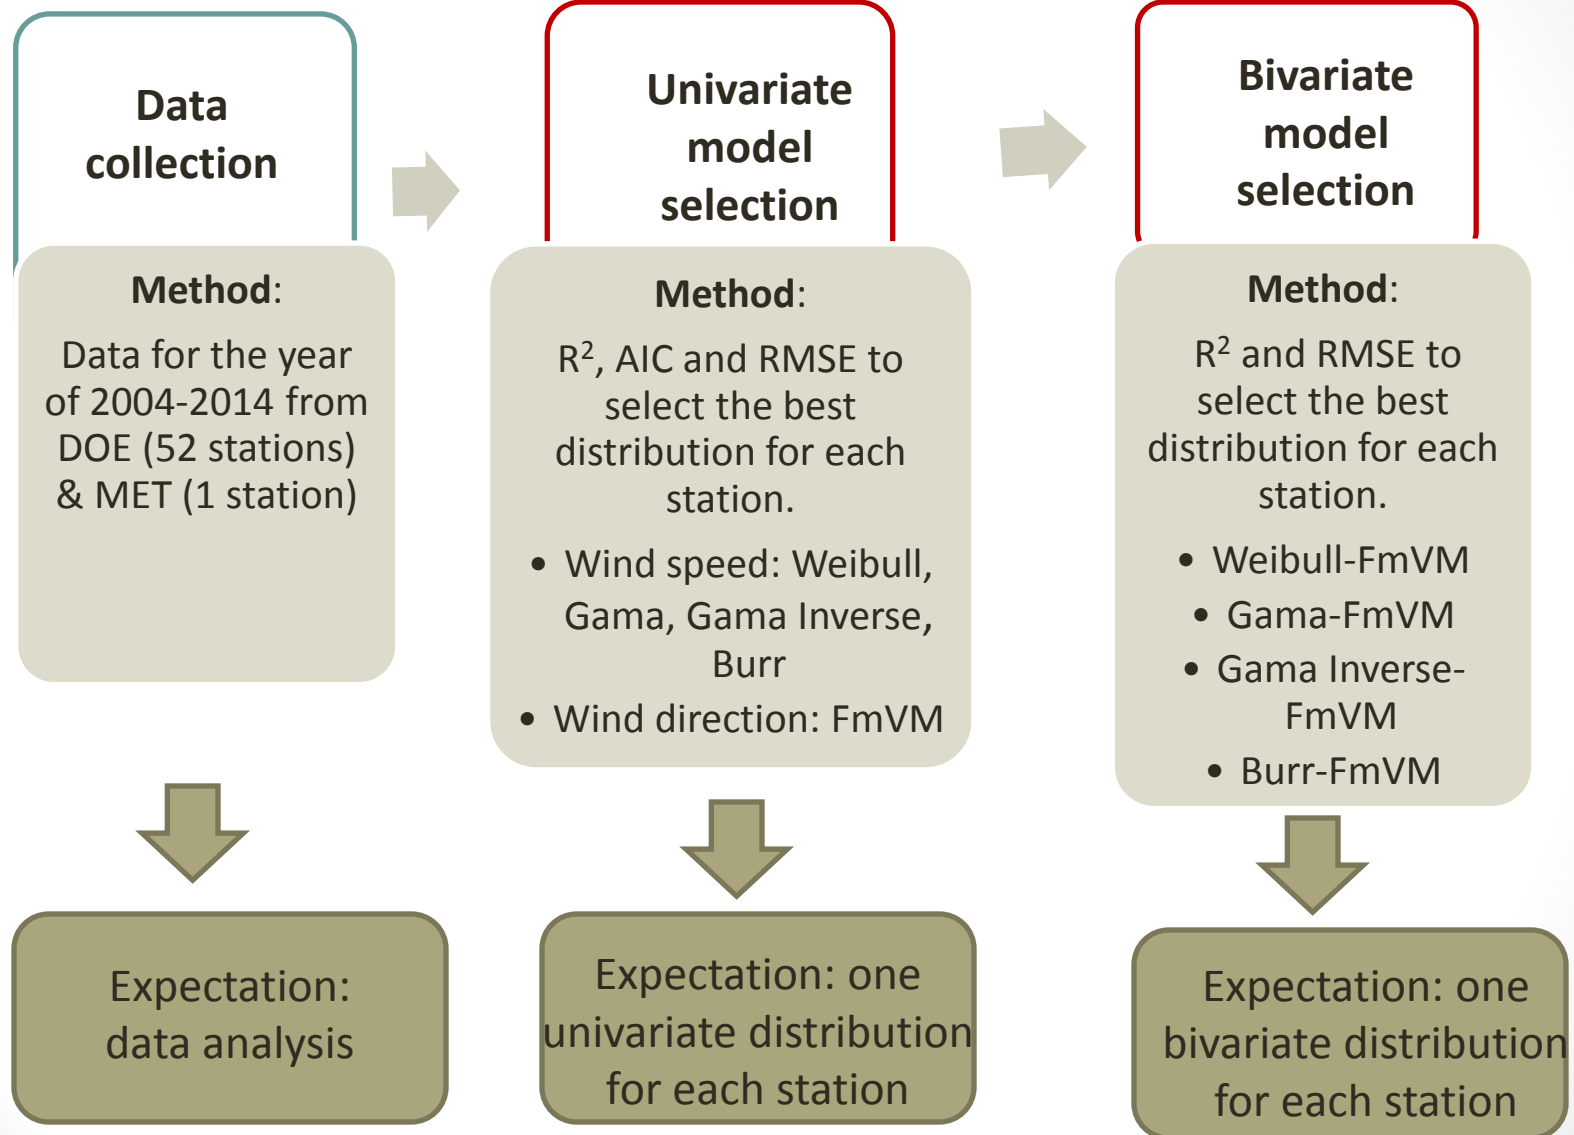 Data
collection
Method:
Data for the year
of 2004-2014 from
DOE (52 stations)
& MET (1 station)
Expectation:
data analysis
Univariate
model
selection
Method:
R², AIC and RMSE to
select the best
distribution for each
station.
• Wind speed: Weibull,
Gama, Gama Inverse,
Burr
• Wind direction: FmVM
Expectation: one
univariate distribution
for each station
Bivariate
model
selection
Method:
R² and RMSE to
select the best
distribution for each
station.
• Weibull-FmVM
• Gama-FmVM
• Gama Inverse-
FmVM
• Burr-FmVM
Expectation: one
bivariate distribution
for each station